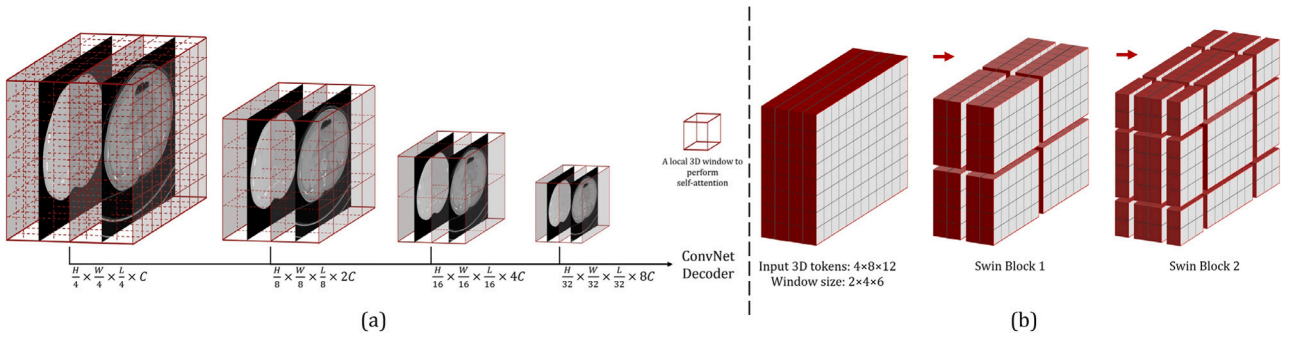 A local 3D window to
perform
self-attention
H/4 × W/4 × L/4 × C
H/8 × W/8 × L/8 × 2C
H/16 × W/16 × L/16 × 4C
H/32 × W/32 × L/32 × 8C
ConvNet
Decoder
(a)
Input 3D tokens: 4×8×12
Window size: 2×4×6
Swin Block 1
Swin Block 2
(b)